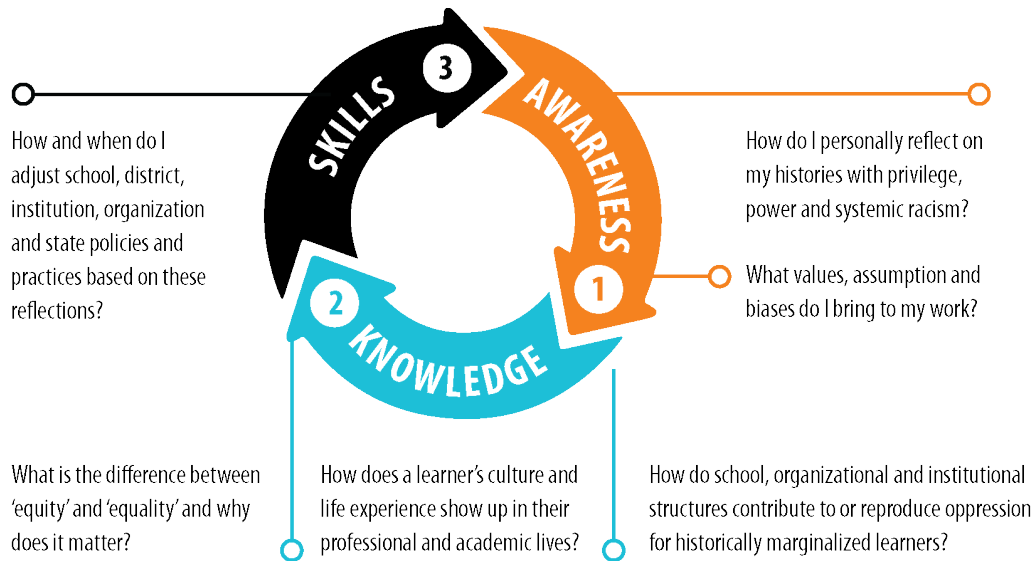 3
SKILLS
AWARENESS
1
2
KNOWLEDGE
How and when do I
adjust school, district,
institution, organization
and state policies and
practices based on these
reflections?
How do I personally reflect on
my histories with privilege,
power and systemic racism?
What values, assumption and
biases do I bring to my work?
What is the difference between
‘equity’ and ‘equality’ and why
does it matter?
How does a learner’s culture and
life experience show up in their
professional and academic lives?
How do school, organizational and institutional
structures contribute to or reproduce oppression
for historically marginalized learners?